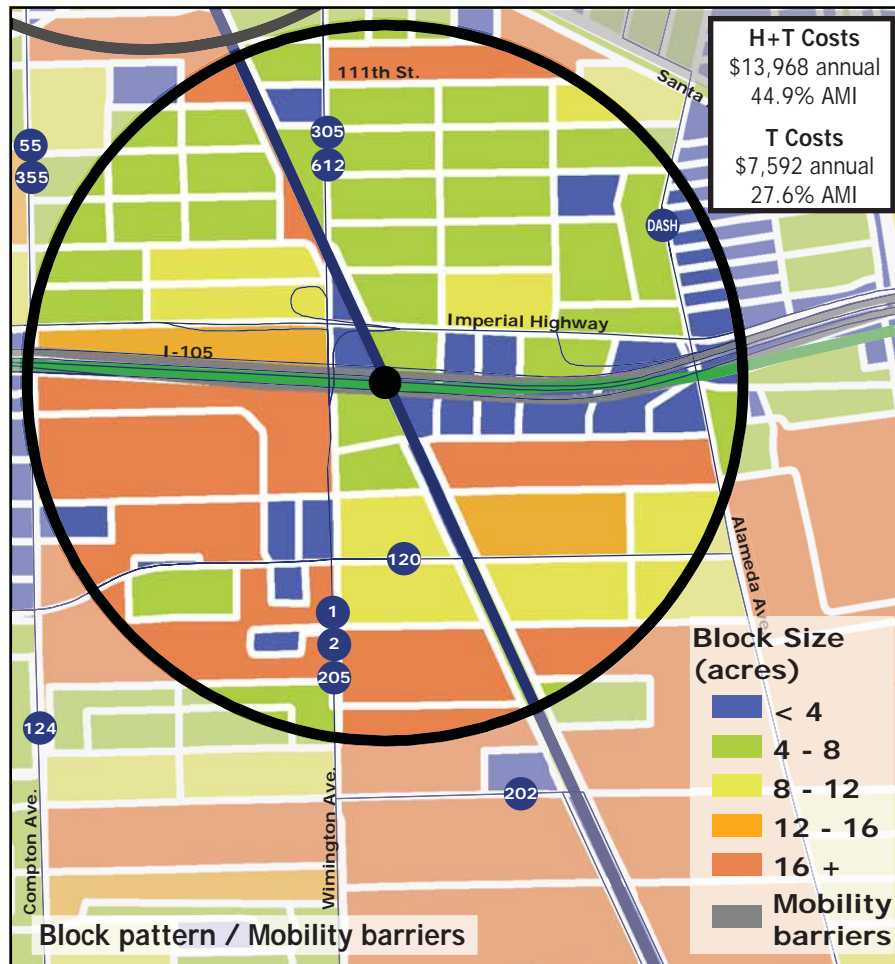 H+T Costs
$13,968 annual
44.9% AMI
T Costs
$7,592 annual
27.6% AMI
111th St.
Santa
305
612
55
355
DASH
Imperial Highway
I-105
120
1
2
205
124
202
Alameda Ave
Compton Ave.
Wimington Ave.
Block Size
(acres)
< 4
4 - 8
8 - 12
12 - 16
16 +
Mobility
barriers
Block pattern / Mobility barriers